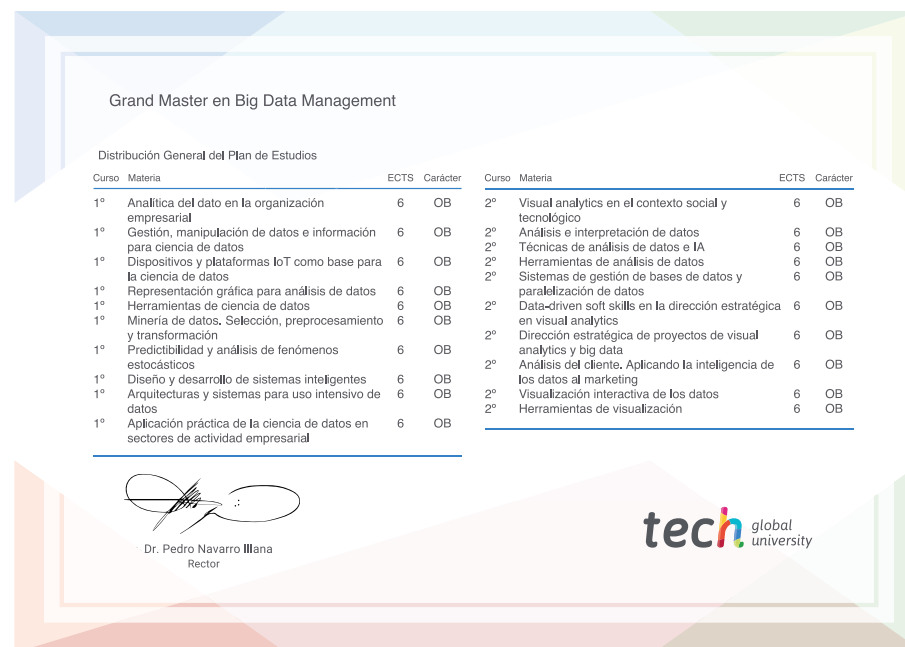 Grand Master en Big Data Management
Distribución General del Plan de Estudios
Curso Materia ECTS Carácter
1º Analítica del dato en la organización 6 OB
empresarial
1º Gestión, manipulación de datos e información 6 OB
para ciencia de datos
1º Dispositivos y plataformas IoT como base para 6 OB
la ciencia de datos
1º Representación gráfica para análisis de datos 6 OB
1º Herramientas de ciencia de datos 6 OB
1º Minería de datos. Selección, preprocesamiento 6 OB
y transformación
1º Predictibilidad y análisis de fenómenos 6 OB
estocásticos
1º Diseño y desarrollo de sistemas inteligentes 6 OB
1º Arquitecturas y sistemas para uso intensivo de 6 OB
datos
1º Aplicación práctica de la ciencia de datos en 6 OB
sectores de actividad empresarial
Curso Materia ECTS Carácter
2º Visual analytics en el contexto social y 6 OB
tecnológico
2º Análisis e interpretación de datos 6 OB
2º Técnicas de análisis de datos e IA 6 OB
2º Herramientas de análisis de datos 6 OB
2º Sistemas de gestión de bases de datos y 6 OB
paralelización de datos
2º Data-driven soft skills en la dirección estratégica 6 OB
en visual analytics
2º Dirección estratégica de proyectos de visual 6 OB
analytics y big data
2º Análisis del cliente. Aplicando la inteligencia de 6 OB
los datos al marketing
2º Visualización interactiva de los datos 6 OB
2º Herramientas de visualización 6 OB
Dr. Pedro Navarro Illana
Rector
tech global
university